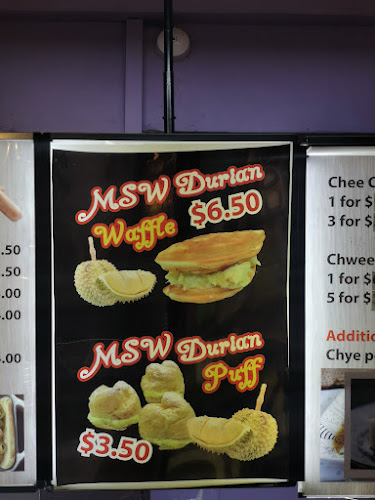 MSW Durian
Waffle $6.50
MSW Durian
Puff
$3.50
.50
.50
.00
.00
.00
Chee
1 for $
3 for $
Chwee
1 for $
5 for $
Additio
Chye p